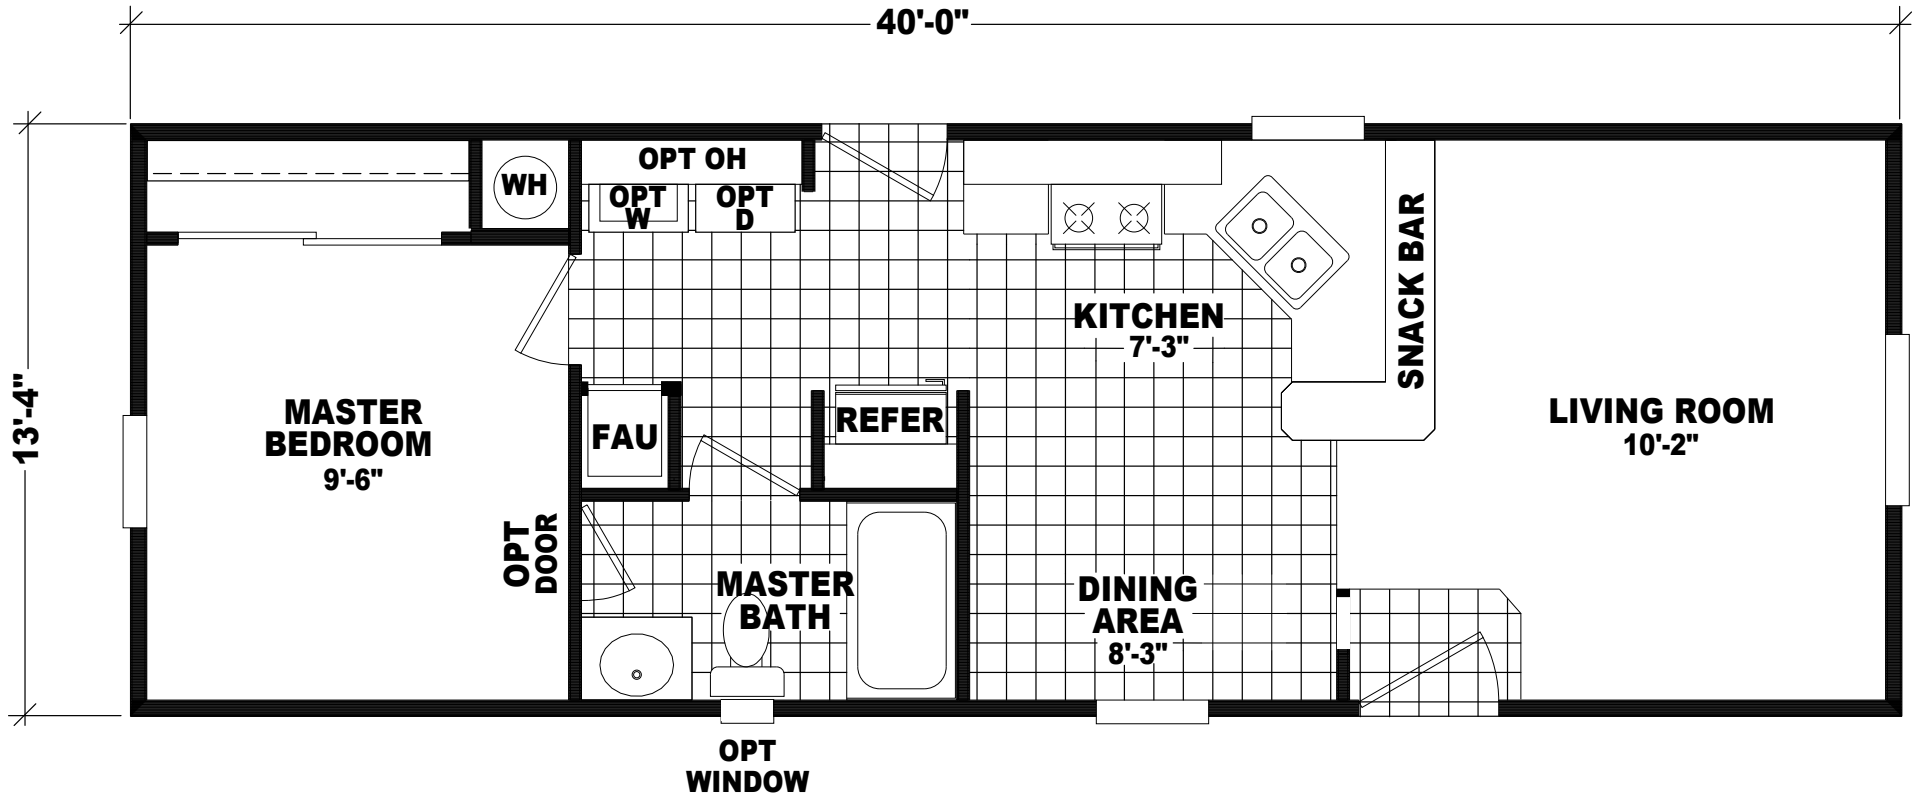 40'-0"
13'-4"
OPT OH
WH
OPT
W
OPT
D
SNACK BAR
KITCHEN
7'-3"
MASTER
BEDROOM
9'-6"
FAU
REFER
LIVING ROOM
10'-2"
OPT
DOOR
MASTER
BATH
DINING
AREA
8'-3"
OPT
WINDOW